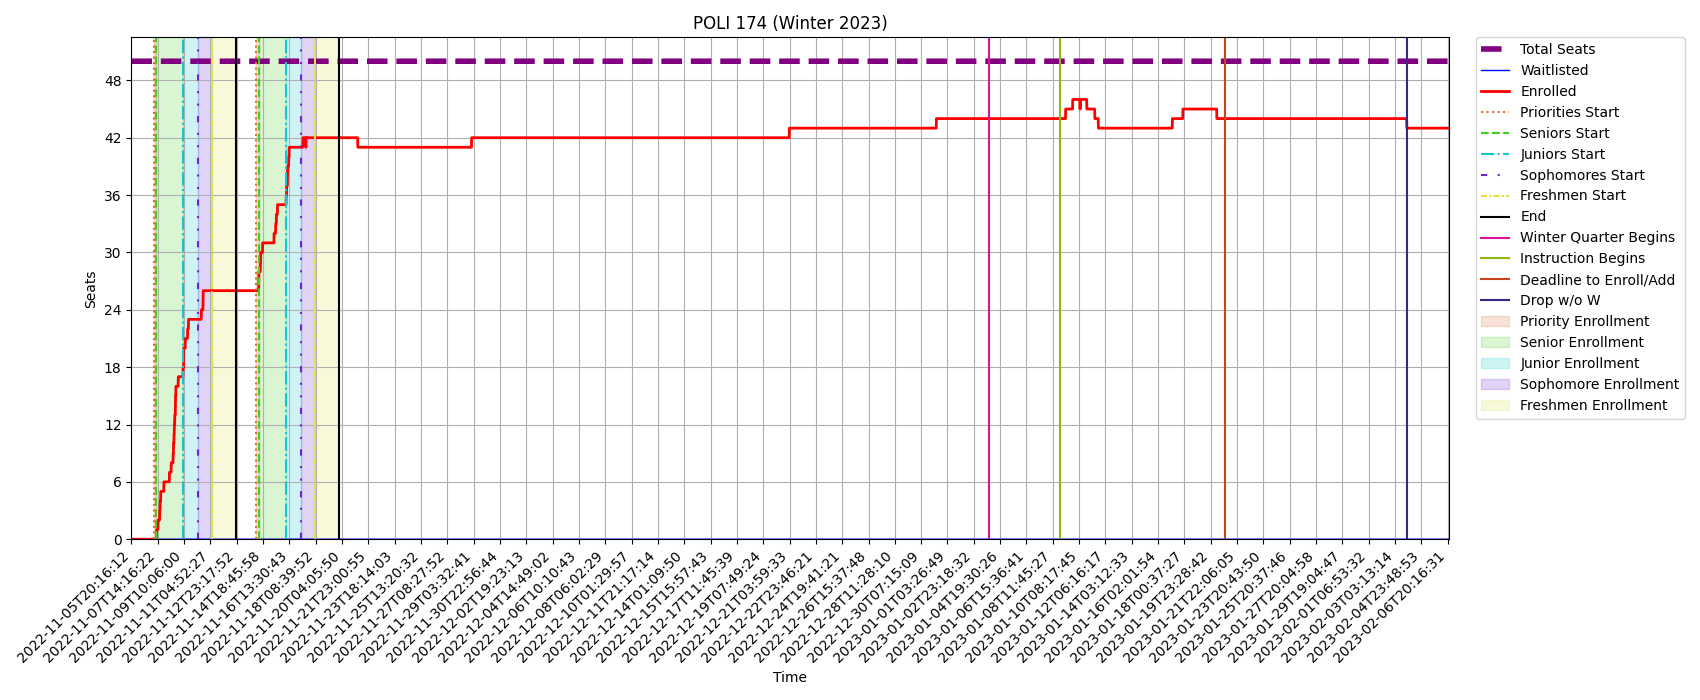 POLI 174 (Winter 2023)
Seats
48
42
36
30
24
18
12
6
0
2022-11-05T20:16:12
2022-11-07T14:16:22
2022-11-09T10:06:00
2022-11-11T04:52:27
2022-11-12T23:17:52
2022-11-14T18:45:58
2022-11-16T13:30:43
2022-11-18T08:39:52
2022-11-20T04:05:50
2022-11-21T23:00:55
2022-11-23T18:14:03
2022-11-25T13:20:32
2022-11-27T08:27:52
2022-11-29T03:32:41
2022-11-30T22:56:44
2022-12-02T19:23:13
2022-12-04T14:49:02
2022-12-06T10:10:43
2022-12-08T06:02:29
2022-12-10T01:29:57
2022-12-11T21:17:14
2022-12-14T01:09:50
2022-12-15T15:57:43
2022-12-17T11:45:39
2022-12-19T07:49:24
2022-12-21T03:59:33
2022-12-22T23:46:21
2022-12-24T19:41:21
2022-12-26T15:37:48
2022-12-28T11:28:10
2022-12-30T07:15:09
2023-01-01T03:26:49
2023-01-02T23:18:32
2023-01-04T19:30:26
2023-01-06T15:36:41
2023-01-08T11:45:27
2023-01-10T08:17:45
2023-01-12T06:16:17
2023-01-14T03:12:33
2023-01-16T02:01:54
2023-01-18T00:37:27
2023-01-19T23:28:42
2023-01-21T22:06:05
2023-01-23T20:43:50
2023-01-25T20:37:46
2023-01-27T20:04:58
2023-01-29T19:04:47
2023-02-01T06:53:32
2023-02-03T03:13:14
2023-02-04T23:48:53
2023-02-06T20:16:31
Time
Total Seats
Waitlisted
Enrolled
Priorities Start
Seniors Start
Juniors Start
Sophomores Start
Freshmen Start
End
Winter Quarter Begins
Instruction Begins
Deadline to Enroll/Add
Drop w/o W
Priority Enrollment
Senior Enrollment
Junior Enrollment
Sophomore Enrollment
Freshmen Enrollment